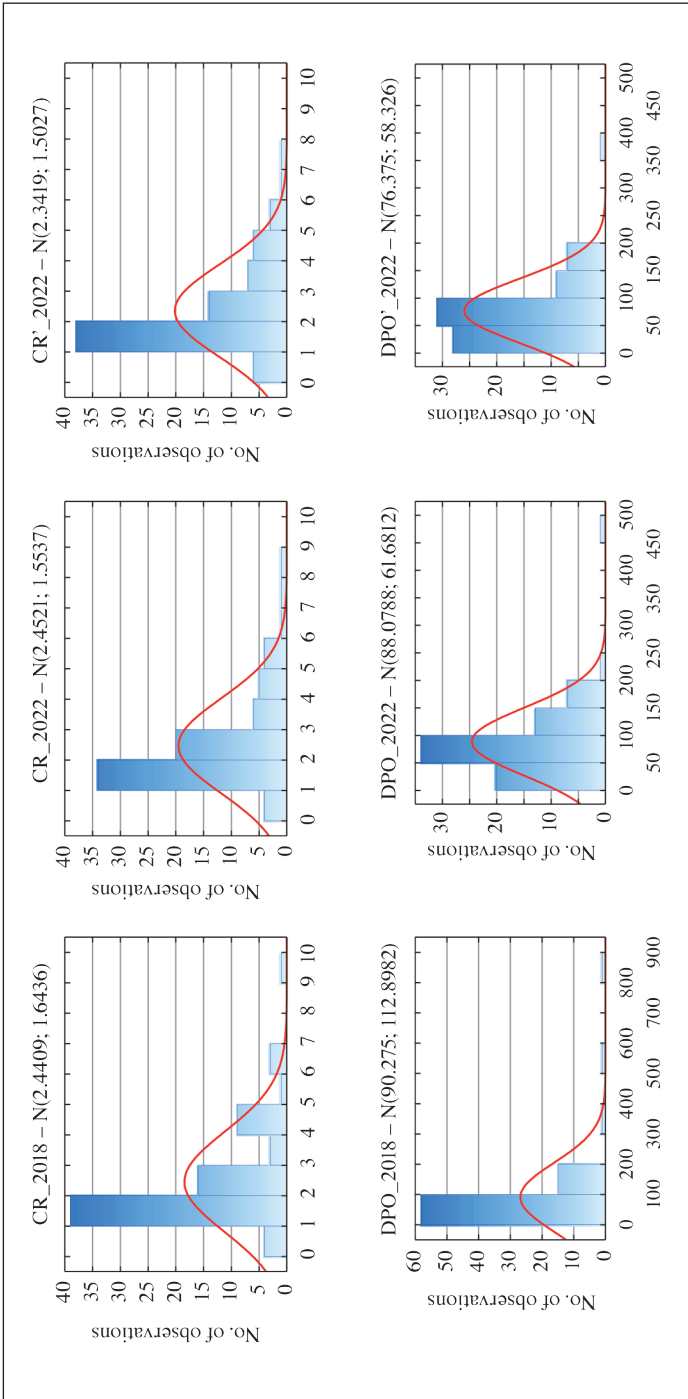 CR_2018 – N(2.4409; 1.6436)
No. of observations
40
35
30
25
20
15
10
5
0
0 1 2 3 4 5 6 7 8 9 10
CR_2022 – N(2.4521; 1.5537)
No. of observations
40
35
30
25
20
15
10
5
0
0 1 2 3 4 5 6 7 8 9 10
CR’_2022 – N(2.3419; 1.5027)
No. of observations
40
35
30
25
20
15
10
5
0
0 1 2 3 4 5 6 7 8 9 10
DPO_2018 – N(90.275; 112.8982)
No. of observations
60
50
40
30
20
10
0
0 200 400 600 800
100 300 500 700 900
DPO_2022 – N(88.0788; 61.6812)
No. of observations
30
20
10
0
0 100 200 300 400 500
50 150 250 350 450
DPO’_2022 – N(76.375; 58.326)
No. of observations
30
20
10
0
0 100 200 300 400 500
50 150 250 350 450